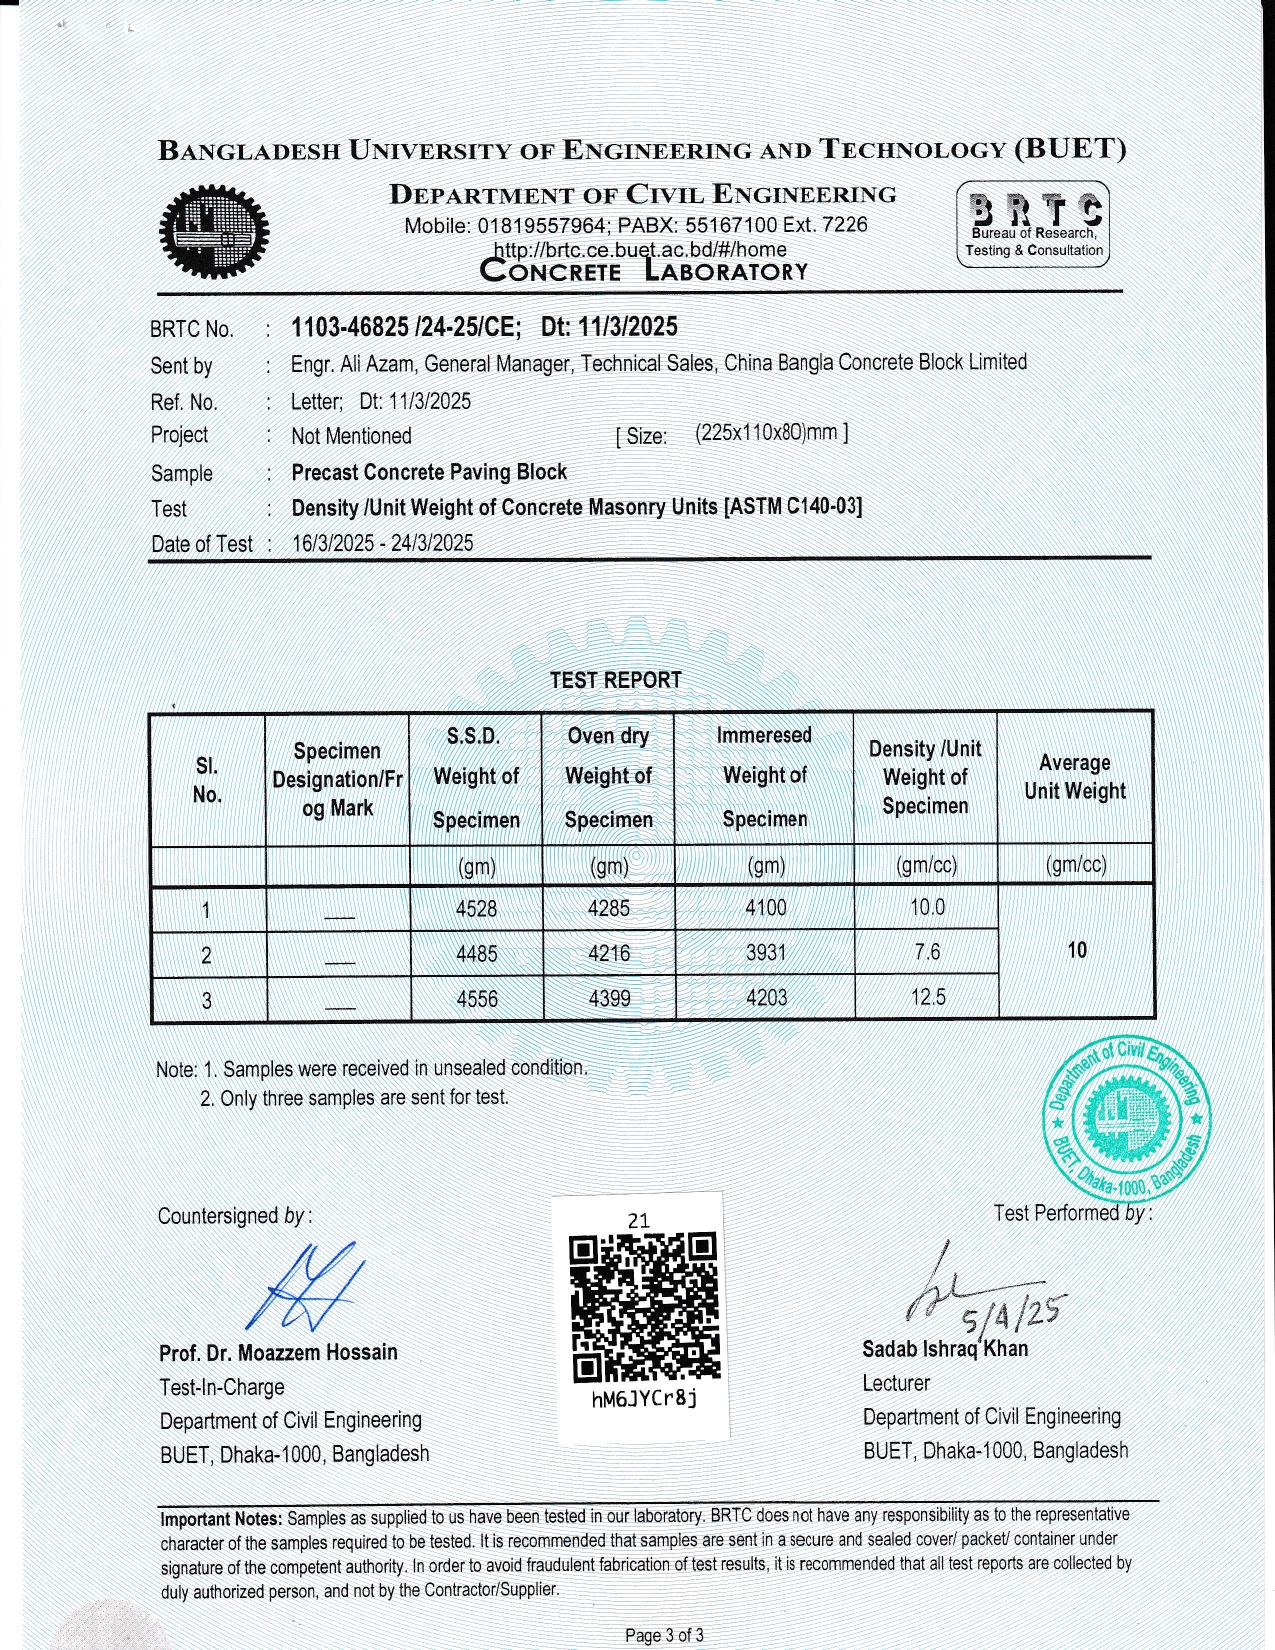 BANGLADESH UNIVERSITY OF ENGINEERING AND TECHNOLOGY (BUET)
DEPARTMENT OF CIVIL ENGINEERING
Mobile: 01819557964; PABX: 55167100 Ext. 7226
http://brtc.ce.buet.ac.bd/#/home
CONCRETE LABORATORY
BRTC
Bureau of Research,
Testing & Consultation
BRTC No. : 1103-46825 /24-25/CE; Dt: 11/3/2025
Sent by : Engr. Ali Azam, General Manager, Technical Sales, China Bangla Concrete Block Limited
Ref. No. : Letter; Dt: 11/3/2025
Project : Not Mentioned [ Size: (225x110x80)mm ]
Sample : Precast Concrete Paving Block
Test : Density /Unit Weight of Concrete Masonry Units [ASTM C140-03]
Date of Test : 16/3/2025 - 24/3/2025
TEST REPORT
Sl. No. Specimen Designation/Frog Mark S.S.D. Weight of Specimen Oven dry Weight of Specimen Immeresed Weight of Specimen Density /Unit Weight of Specimen Average Unit Weight
(gm) (gm) (gm) (gm/cc) (gm/cc)
1 ___ 4528 4285 4100 10.0
2 ___ 4485 4216 3931 7.6 10
3 ___ 4556 4399 4203 12.5
Note: 1. Samples were received in unsealed condition.
2. Only three samples are sent for test.
Department of Civil Engineering
BUET, Dhaka-1000, Bangladesh
Countersigned by :
21
hM6JYCr8j
Test Performed by :
5/4/25
Prof. Dr. Moazzem Hossain
Test-In-Charge
Department of Civil Engineering
BUET, Dhaka-1000, Bangladesh
Sadab Ishraq Khan
Lecturer
Department of Civil Engineering
BUET, Dhaka-1000, Bangladesh
Important Notes: Samples as supplied to us have been tested in our laboratory. BRTC does not have any responsibility as to the representative
character of the samples required to be tested. It is recommended that samples are sent in a secure and sealed cover/ packet/ container under
signature of the competent authority. In order to avoid fraudulent fabrication of test results, it is recommended that all test reports are collected by
duly authorized person, and not by the Contractor/Supplier.
Page 3 of 3